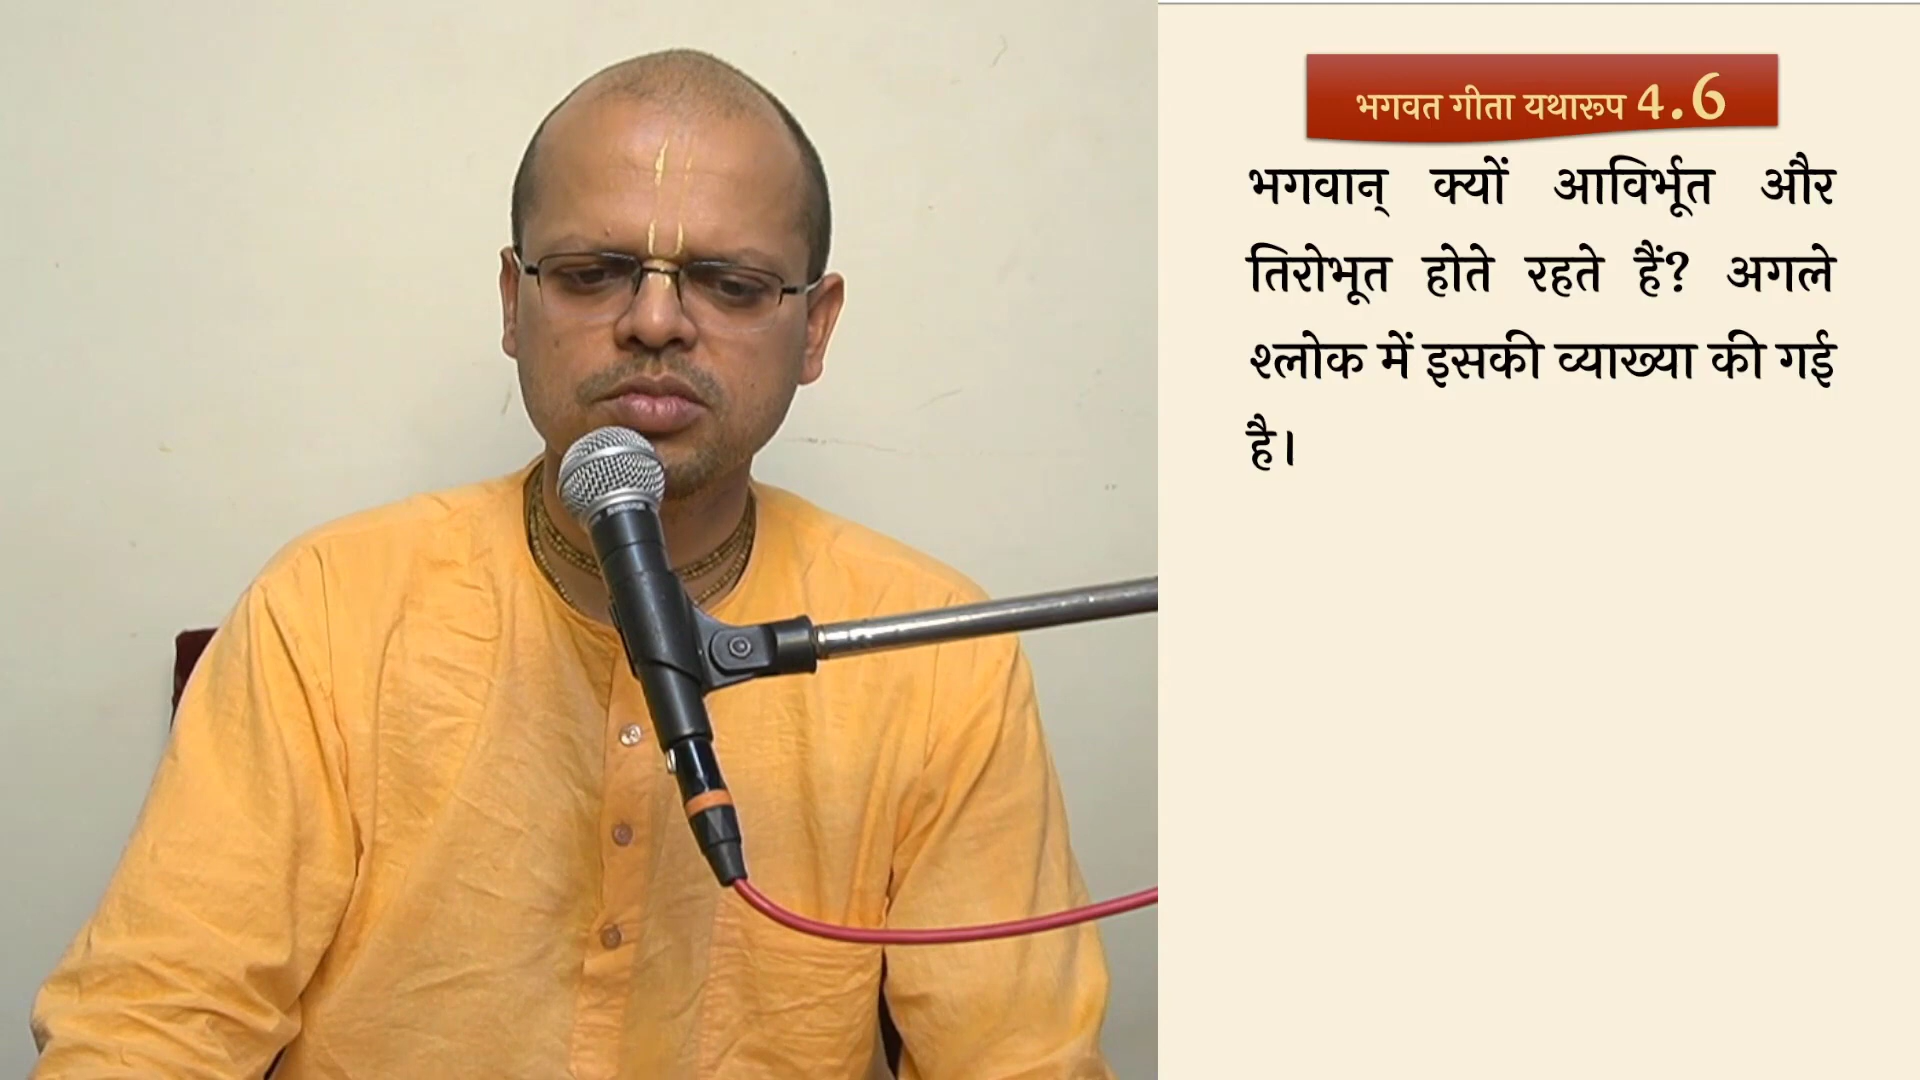 भगवत गीता यथारूप 4.6
भगवान् क्यों आविर्भूत और
तिरोभूत होते रहते हैं? अगले
श्लोक में इसकी व्याख्या की गई
है।